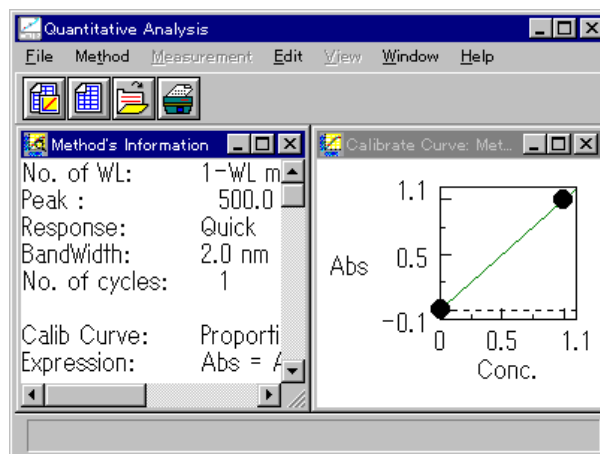 Quantitative Analysis
File Method Measurement Edit View Window Help
Method's Information
No. of WL: 1-WL m
Peak : 500.0
Response: Quick
BandWidth: 2.0 nm
No. of cycles: 1
Calib Curve: Proporti
Expression: Abs = A
Calibrate Curve: Met...
1.1
Abs 0.5
-0.1
0 0.5 1.1
Conc.